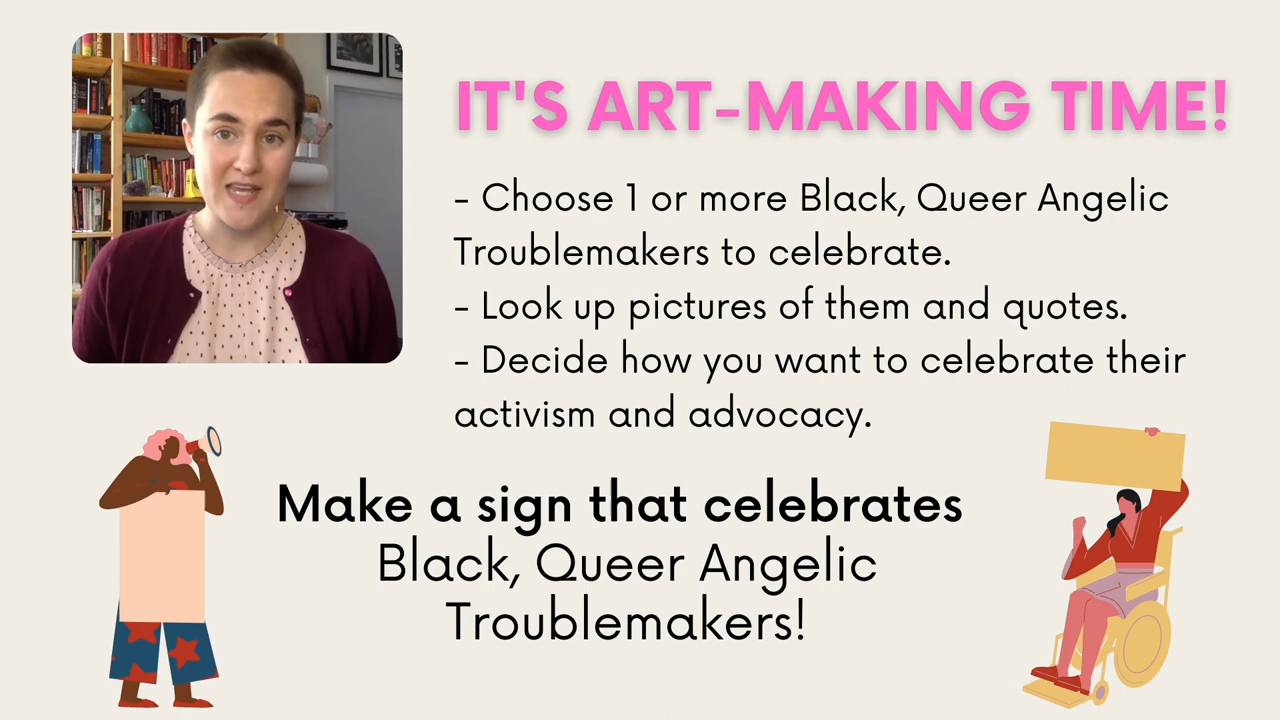 IT'S ART-MAKING TIME!
- Choose 1 or more Black, Queer Angelic
Troublemakers to celebrate.
- Look up pictures of them and quotes.
- Decide how you want to celebrate their
activism and advocacy.
Make a sign that celebrates
Black, Queer Angelic
Troublemakers!